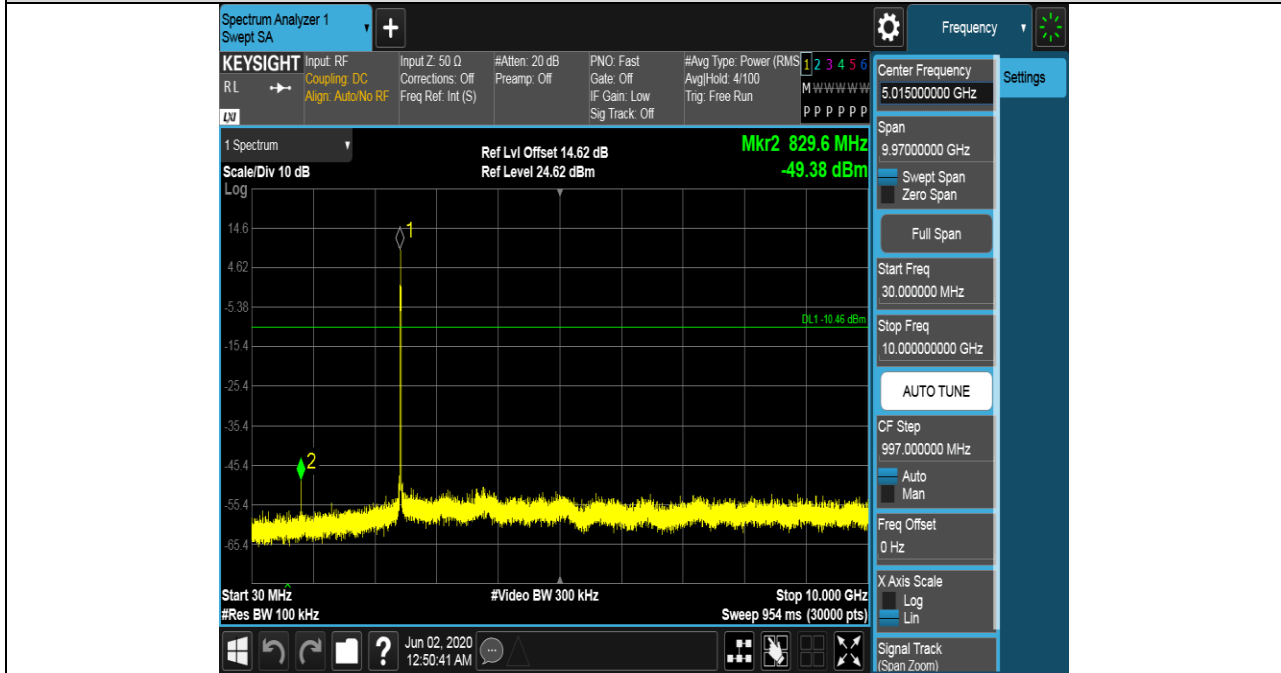 Spectrum Analyzer 1
Swept SA
+
Frequency
KEYSIGHT
RL
LXI
Input: RF
Coupling: DC
Align: Auto/No RF
Input Z: 50 Ω
Corrections: Off
Freq Ref: Int (S)
#Atten: 20 dB
Preamp: Off
PNO: Fast
Gate: Off
IF Gain: Low
Sig Track: Off
#Avg Type: Power (RMS
Avg|Hold: 4/100
Trig: Free Run
1 2 3 4 5 6
M W W W W W
P P P P P P
Center Frequency
5.015000000 GHz
Settings
1 Spectrum
Scale/Div 10 dB
Ref Lvl Offset 14.62 dB
Ref Level 24.62 dBm
Mkr2 829.6 MHz
-49.38 dBm
Log
14.6
4.62
-5.38
-15.4
-25.4
-35.4
-45.4
-55.4
-65.4
1
2
DL1 -10.46 dBm
Start 30 MHz
#Res BW 100 kHz
#Video BW 300 kHz
Stop 10.000 GHz
Sweep 954 ms (30000 pts)
Span
9.97000000 GHz
Swept Span
Zero Span
Full Span
Start Freq
30.000000 MHz
Stop Freq
10.000000000 GHz
AUTO TUNE
CF Step
997.000000 MHz
Auto
Man
Freq Offset
0 Hz
X Axis Scale
Log
Lin
Signal Track
(Span Zoom)
?
Jun 02, 2020
12:50:41 AM